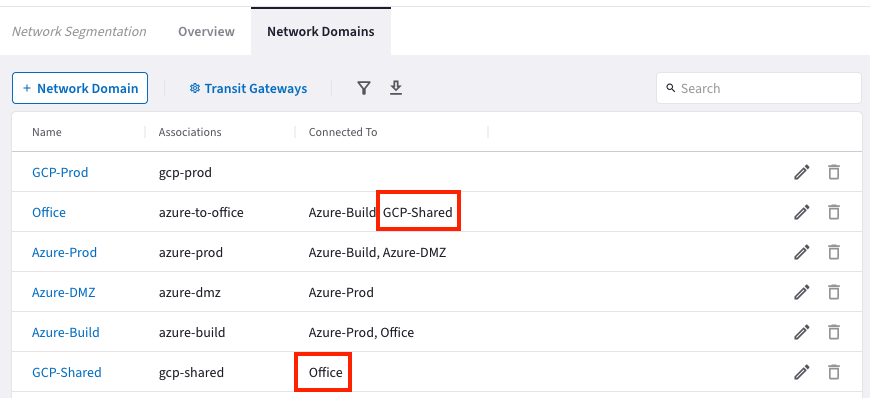 Network Segmentation Overview Network Domains
+ Network Domain Transit Gateways Search
Name Associations Connected To
GCP-Prod gcp-prod
Office azure-to-office Azure-Build, GCP-Shared
Azure-Prod azure-prod Azure-Build, Azure-DMZ
Azure-DMZ azure-dmz Azure-Prod
Azure-Build azure-build Azure-Prod, Office
GCP-Shared gcp-shared Office